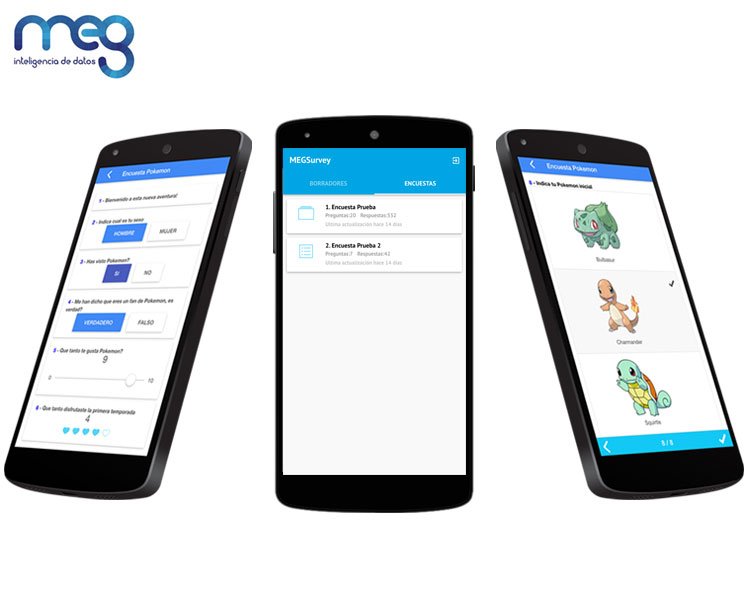 meg
inteligencia de datos
Encuesta Pokemon
1 - Bienvenido a esta nueva aventura!
2 - Indica cual es tu sexo
HOMBRE MUJER
3 - Has visto Pokemon?
SI NO
4 - Me han dicho que eres un fan de Pokemon, es
verdad?
VERDADERO FALSO
5 - Que tanto te gusta Pokemon?
9
0 10
6 - Que tanto disfrutaste la primera temporada
4
MEGSurvey
BORRADORES ENCUESTAS
1. Encuesta Prueba
Preguntas:20 Respuestas:332
Ultima actualización hace 14 días
2. Encuesta Prueba 2
Preguntas:7 Respuestas:42
Ultima actualización hace 14 días
Encuesta Pokemon
8 - Indica tu Pokemon inicial
Bulbasur
Charmander
Squirtle
5 / 5